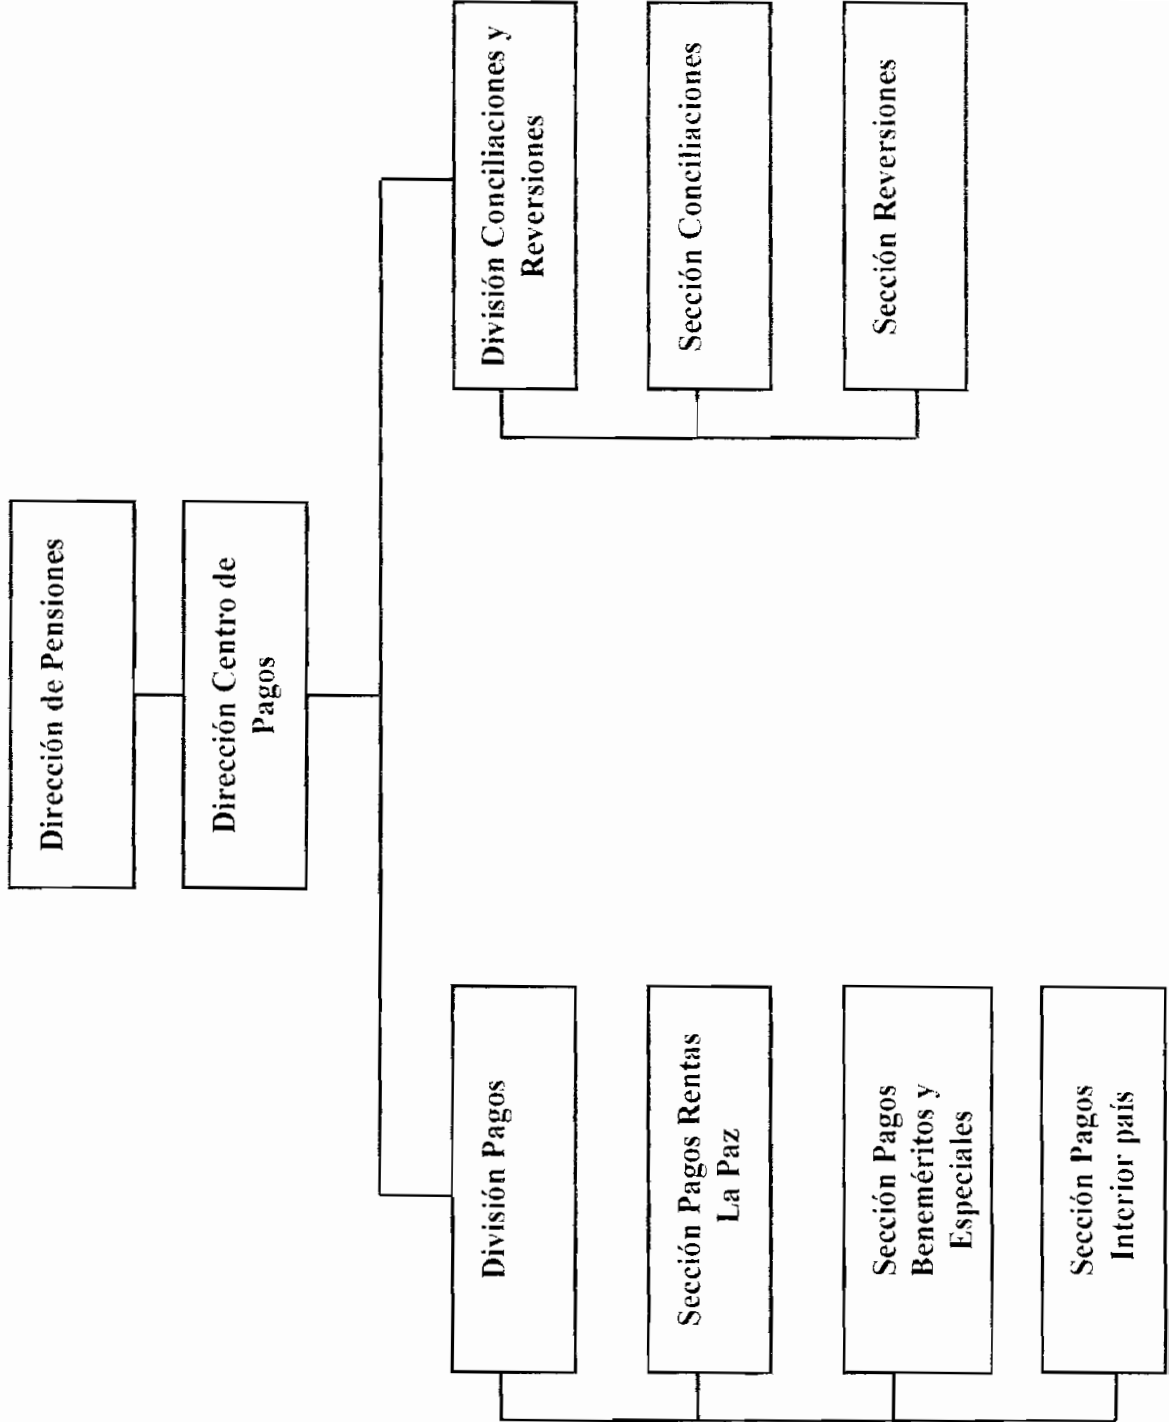 Dirección de Pensiones
Dirección Centro de
Pagos
División Pagos
Sección Pagos Rentas
La Paz
Sección Pagos
Beneméritos y
Especiales
Sección Pagos
Interior país
División Conciliaciones y
Reversiones
Sección Conciliaciones
Sección Reversiones